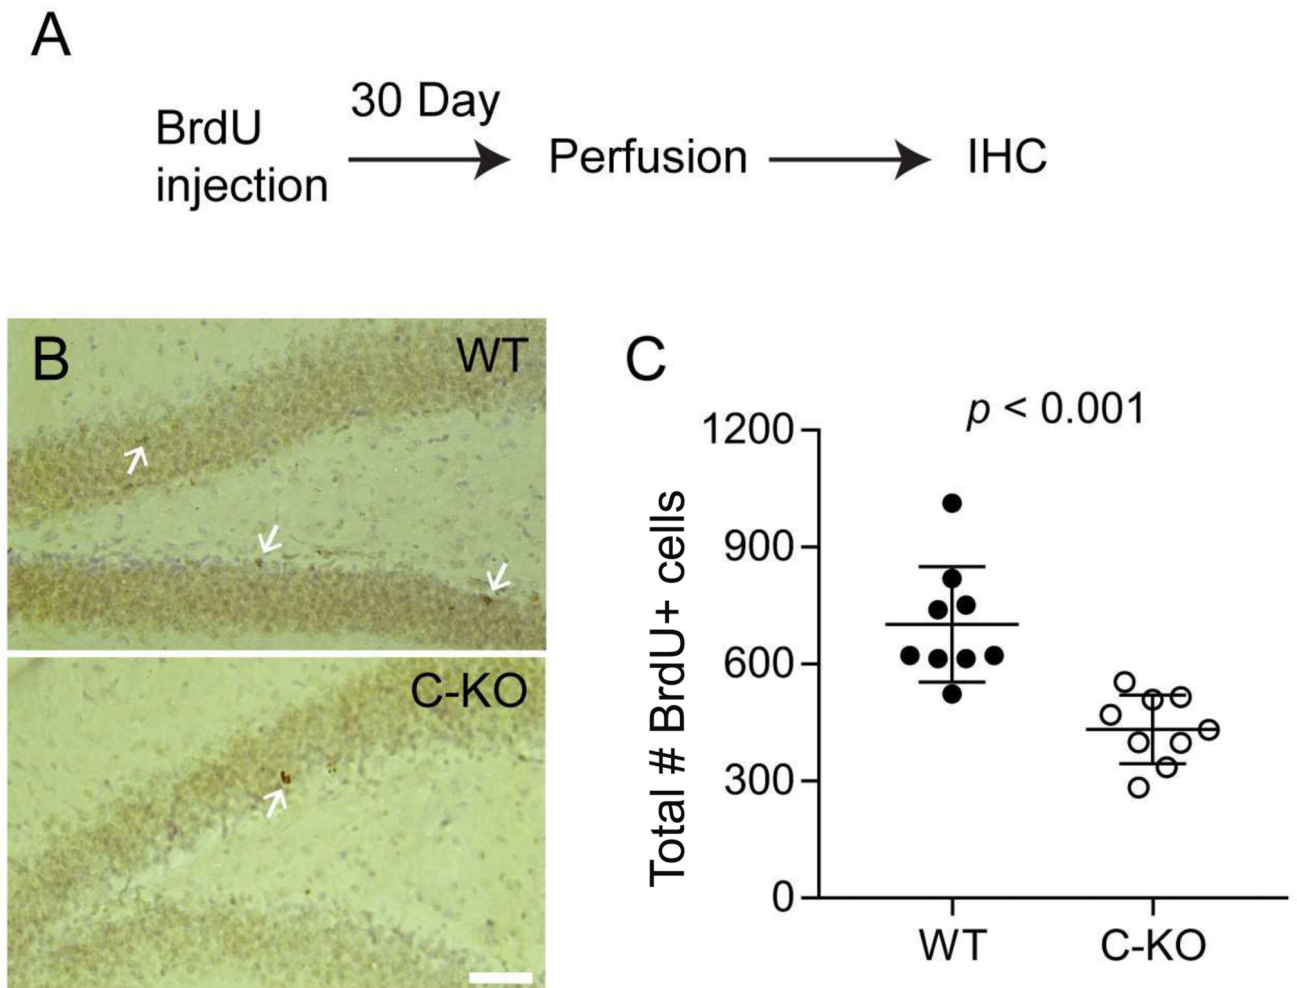 A
BrdU
injection
30 Day
Perfusion
IHC
B
WT
C-KO
C
p < 0.001
Total # BrdU+ cells
1200
900
600
300
0
WT
C-KO